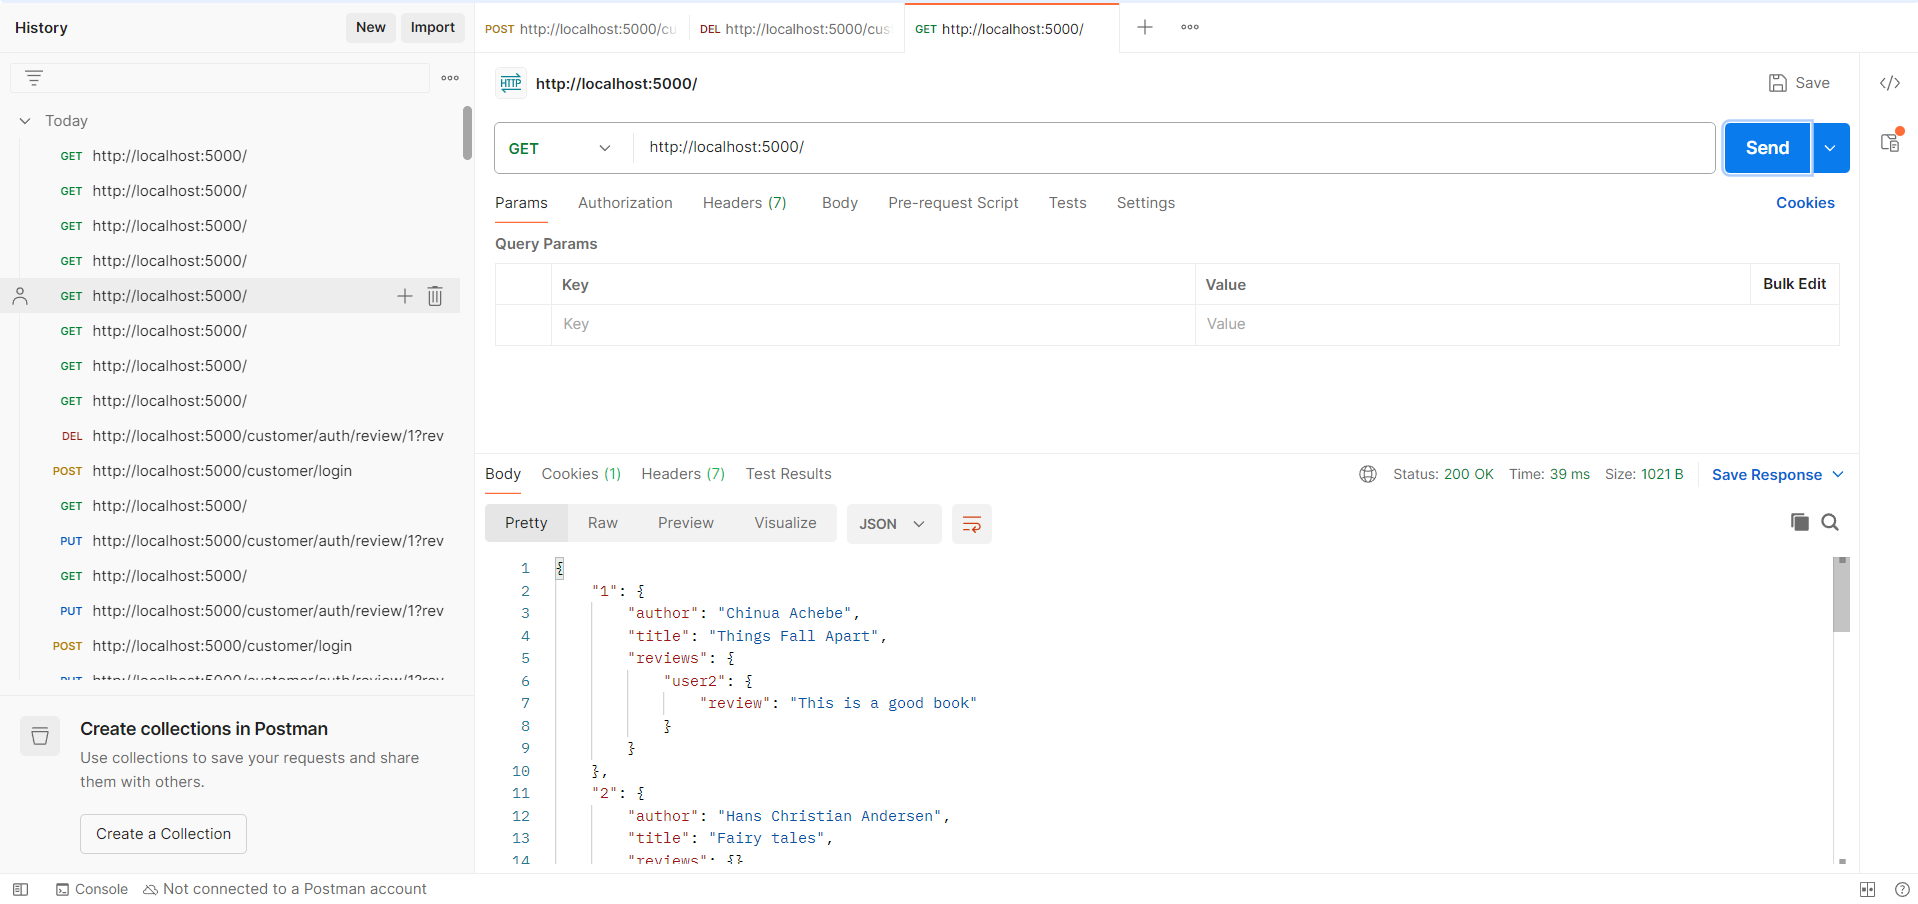 History
New
Import
POST http://localhost:5000/cu
DEL http://localhost:5000/cus
GET http://localhost:5000/
Today
GET http://localhost:5000/
GET http://localhost:5000/
GET http://localhost:5000/
GET http://localhost:5000/
GET http://localhost:5000/
GET http://localhost:5000/
GET http://localhost:5000/
GET http://localhost:5000/
DEL http://localhost:5000/customer/auth/review/1?rev
POST http://localhost:5000/customer/login
GET http://localhost:5000/
PUT http://localhost:5000/customer/auth/review/1?rev
GET http://localhost:5000/
PUT http://localhost:5000/customer/auth/review/1?rev
POST http://localhost:5000/customer/login
PUT http://localhost:5000/customer/auth/review/1?rev
Create collections in Postman
Use collections to save your requests and share
them with others.
Create a Collection
HTTP http://localhost:5000/
Save
GET http://localhost:5000/
Send
Params Authorization Headers (7) Body Pre-request Script Tests Settings Cookies
Query Params
Key Value Bulk Edit
Key Value
Body Cookies (1) Headers (7) Test Results
Status: 200 OK Time: 39 ms Size: 1021 B Save Response
Pretty Raw Preview Visualize JSON
1 {
2 "1": {
3 "author": "Chinua Achebe",
4 "title": "Things Fall Apart",
5 "reviews": {
6 "user2": {
7 "review": "This is a good book"
8 }
9 }
10 },
11 "2": {
12 "author": "Hans Christian Andersen",
13 "title": "Fairy tales",
14 "reviews": {}
Console Not connected to a Postman account